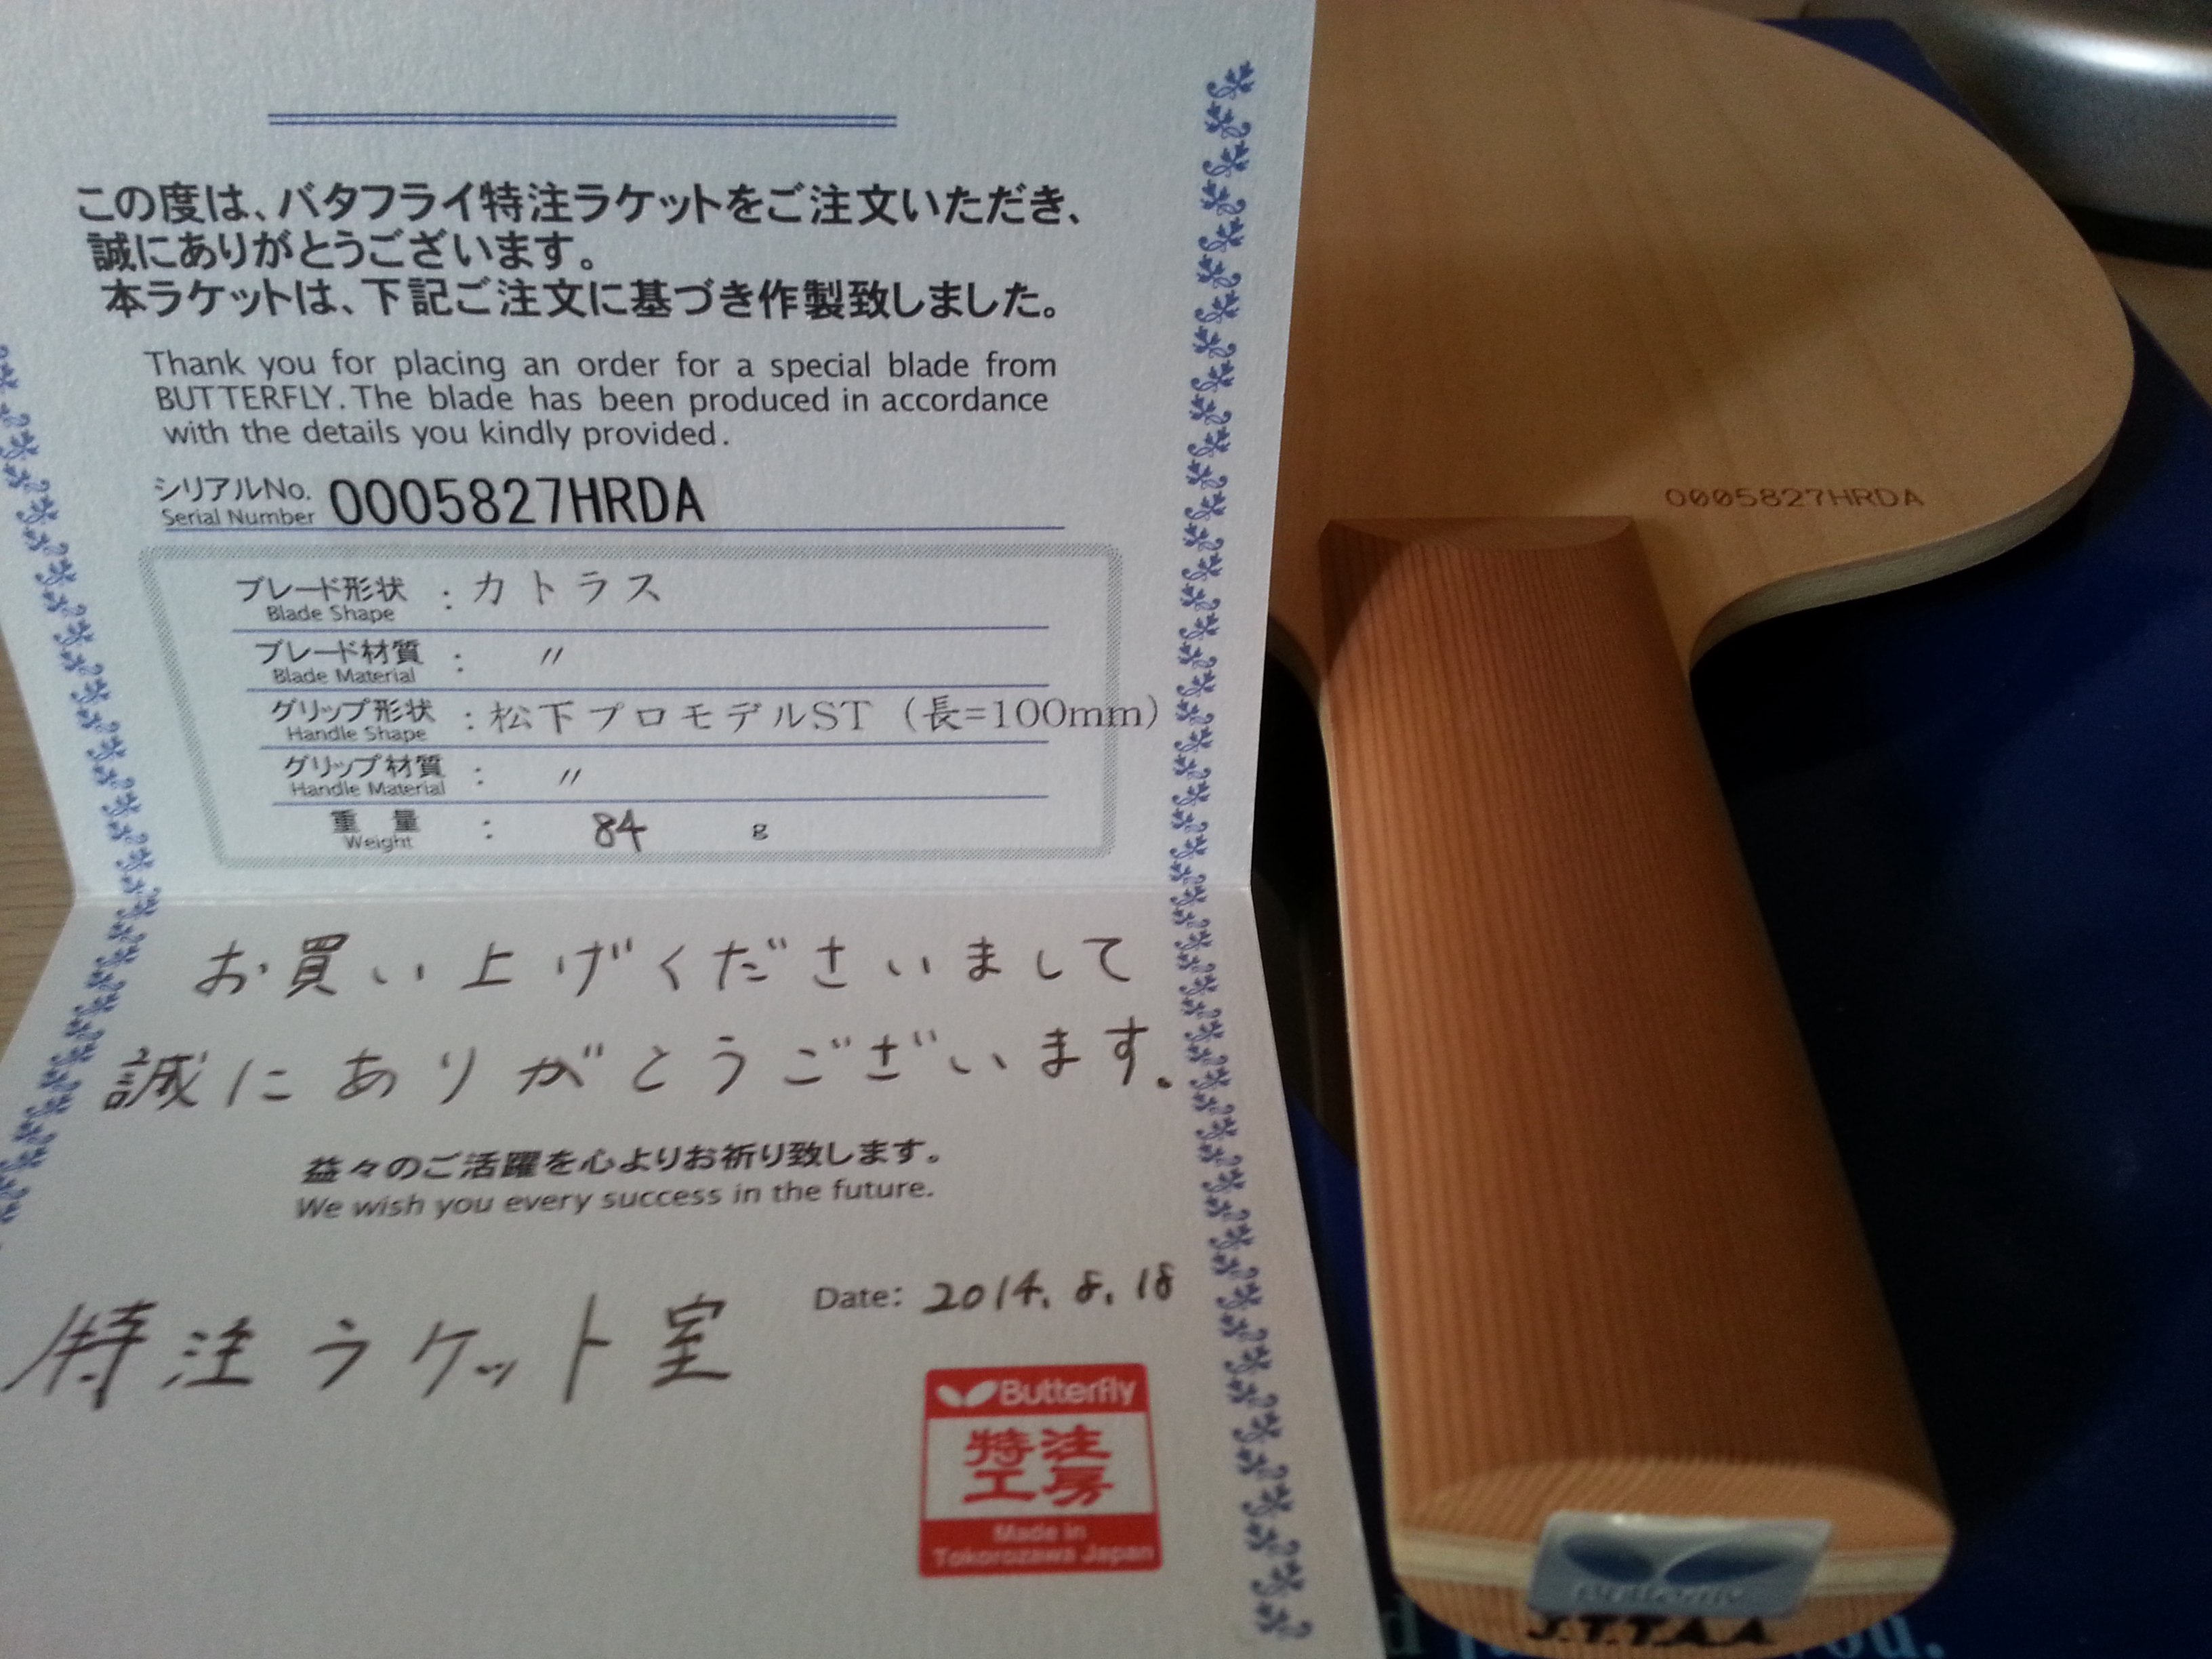 この度は、バタフライ特注ラケットをご注文いただき、
誠にありがとうございます。
本ラケットは、下記ご注文に基づき作製致しました。
Thank you for placing an order for a special blade from
BUTTERFLY. The blade has been produced in accordance
with the details you kindly provided.
シリアルNo.
Serial Number
0005827HRDA
ブレード形状 : カトラス
Blade Shape
ブレード材質 : 〃
Blade Material
グリップ形状 : 松下プロモデルST (長=100mm)
Handle Shape
グリップ材質 : 〃
Handle Material
重量 : 84 g
Weight
お買い上げくださいまして
誠にありがとうございます。
益々のご活躍を心よりお祈り致します。
We wish you every success in the future.
Date: 2014. 8. 18
特注ラケット室
Butterfly
特注
工房
Made in
Tokorozawa Japan
0005827HRDA
Butterfly
J.T.T.A.A
ou.